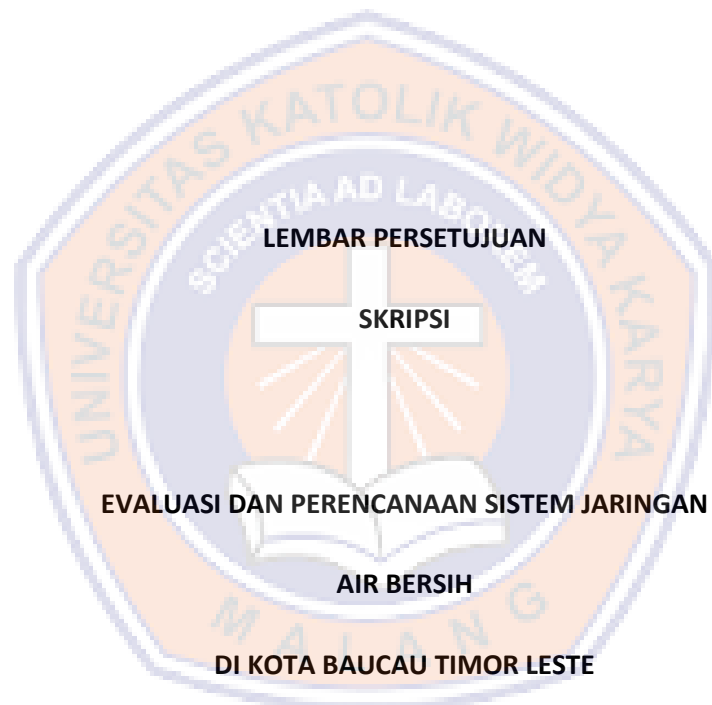 UNIVERSITAS KATOLIK WIDYA KARYA
SCIENTIA AD LABOREM
LEMBAR PERSETUJUAN
SKRIPSI
EVALUASI DAN PERENCANAAN SISTEM JARINGAN
AIR BERSIH
DI KOTA BAUCAU TIMOR LESTE
MALANG